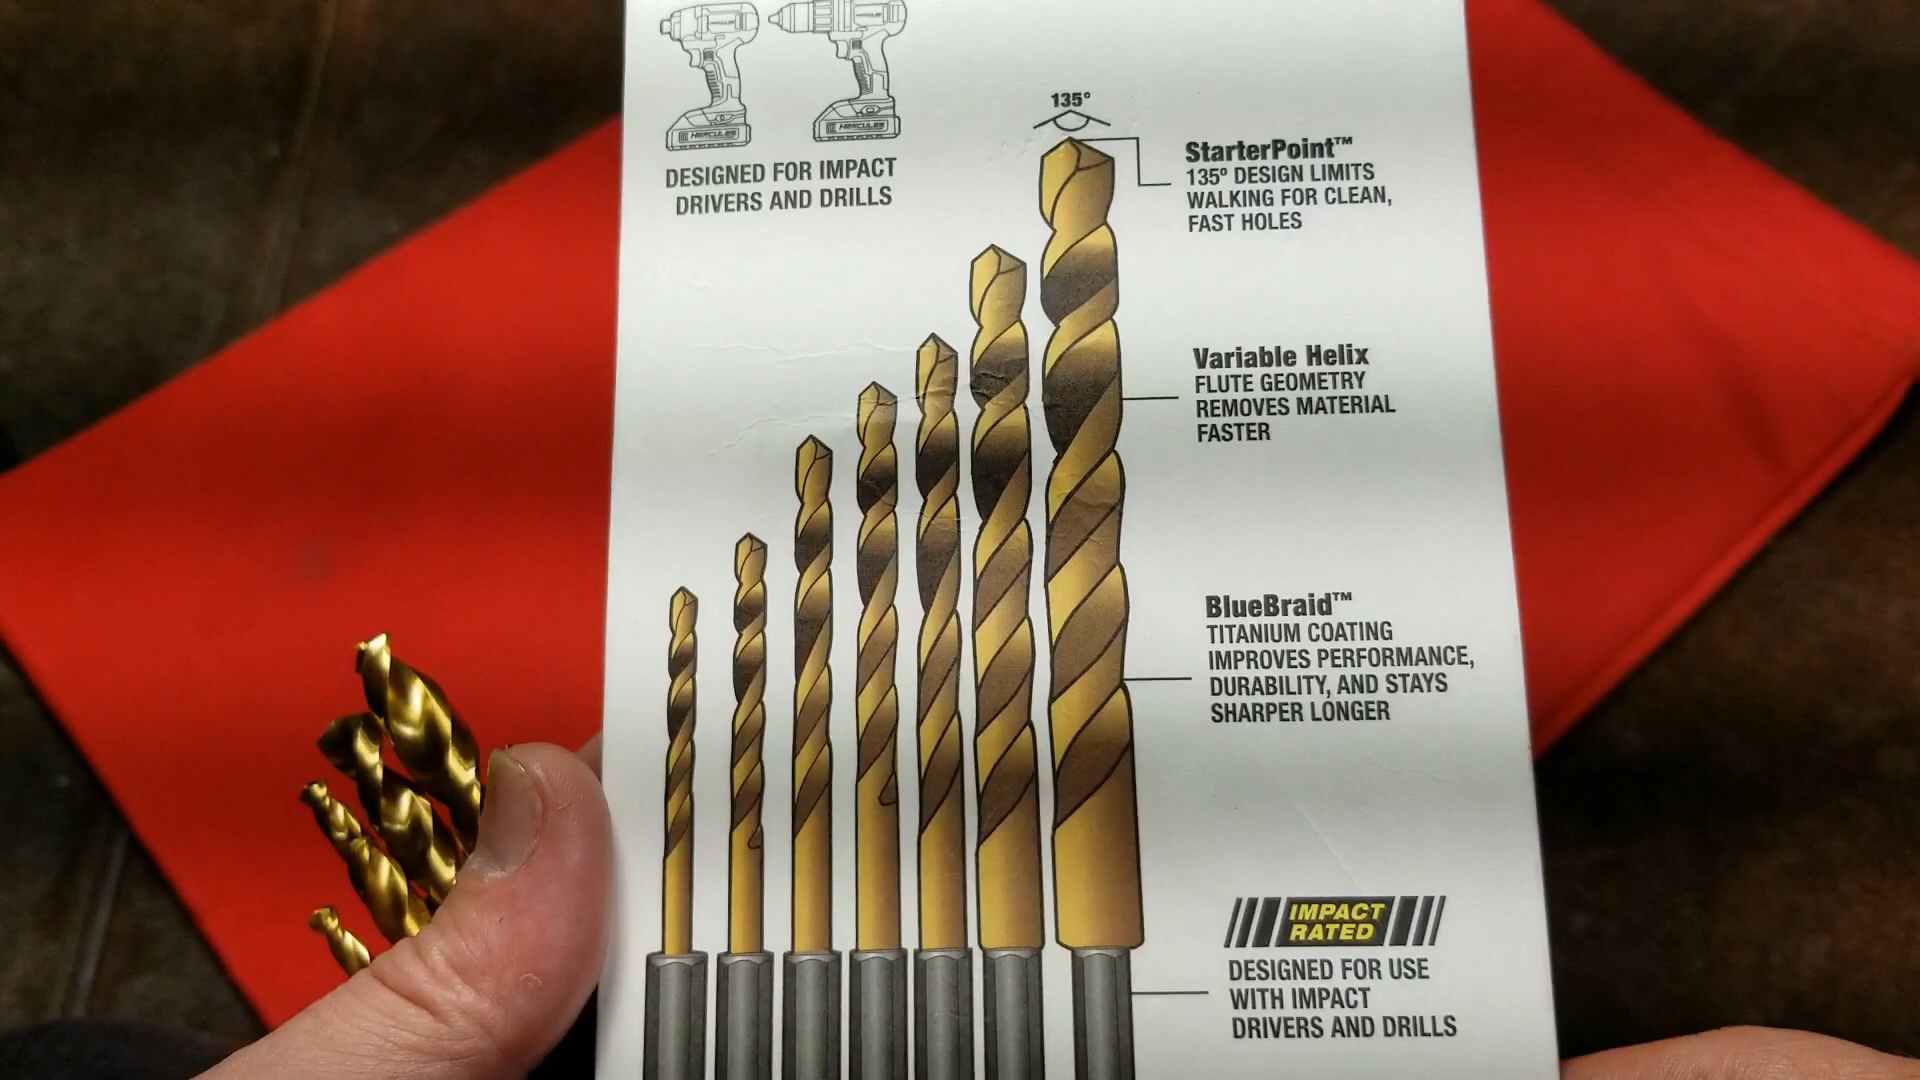 HERCULES
HERCULES
DESIGNED FOR IMPACT
DRIVERS AND DRILLS
135°
StarterPoint™
135° DESIGN LIMITS
WALKING FOR CLEAN,
FAST HOLES
Variable Helix
FLUTE GEOMETRY
REMOVES MATERIAL
FASTER
BlueBraid™
TITANIUM COATING
IMPROVES PERFORMANCE,
DURABILITY, AND STAYS
SHARPER LONGER
IMPACT
RATED
DESIGNED FOR USE
WITH IMPACT
DRIVERS AND DRILLS